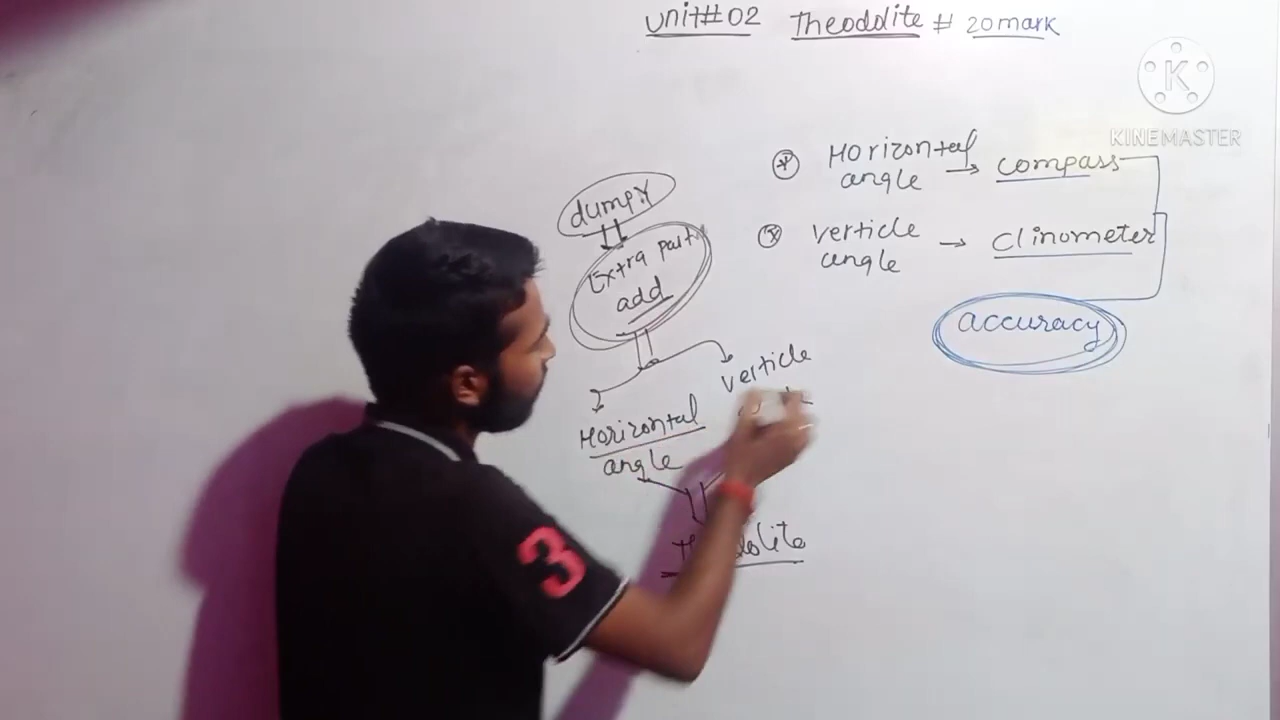 Unit#02 Theodolite # 20mark
KINEMASTER
Horizontal
angle → compass
verticle
angle → clinometer
accuracy
dumpy
Extra part
add
verticle
Horizontal
angle
3